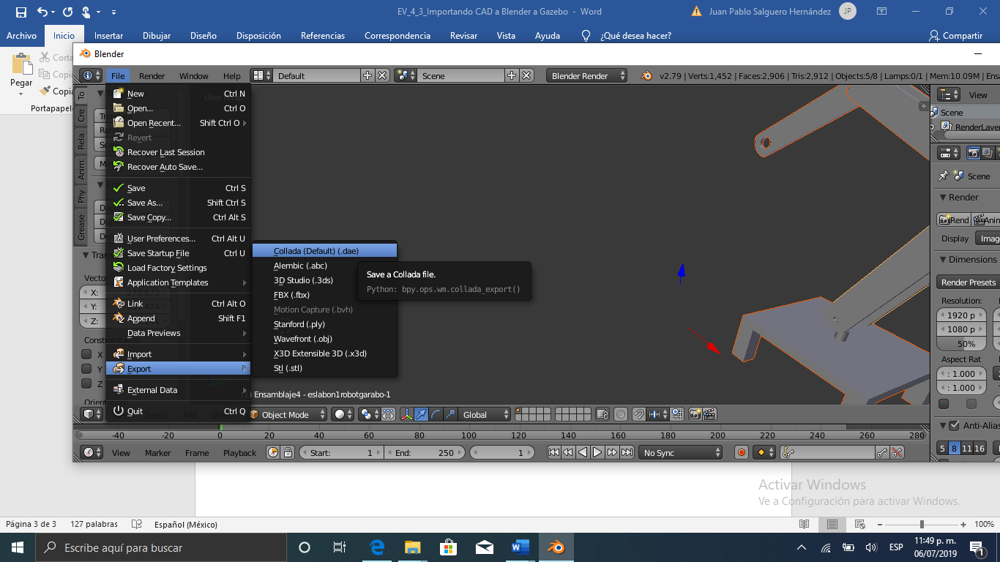 EV_4_3_Importando CAD a Blender a Gazebo - Word
Juan Pablo Salguero Hernández
JP
Archivo Inicio Insertar Dibujar Diseño Disposición Referencias Correspondencia Revisar Vista Ayuda ¿Qué desea hacer? Compartir
Pegar
Portapapel
Blender
File Render Window Help Default Scene Blender Render v2.79 | Verts:1,452 | Faces:2,906 | Tris:2,912 | Objects:5/8 | Lamps:0/1 | Mem:10.09M | Ens
New Ctrl N
Open... Ctrl O
Open Recent... Shift Ctrl O
Revert
Recover Last Session
Recover Auto Save...
Save Ctrl S
Save As... Shift Ctrl S
Save Copy... Ctrl Alt S
User Preferences... Ctrl Alt U
Save Startup File Ctrl U
Load Factory Settings
Application Templates
Link Ctrl Alt O
Append Shift F1
Data Previews
Import
Export
External Data
Quit Ctrl Q
Collada (Default) (.dae)
Alembic (.abc)
3D Studio (.3ds)
FBX (.fbx)
Motion Capture (.bvh)
Stanford (.ply)
Wavefront (.obj)
X3D Extensible 3D (.x3d)
Stl (.stl)
Save a Collada file.
Python: bpy.ops.wm.collada_export()
To
Cre
Rela
Anim
Phy
Grease
Vecto
X:
Y:
Z:
X
Y
Z
Ensamblaje4 - eslabon1robotgarabo-1
Object Mode Global
View
Scene
RenderLaye
Scene
Render
Rend Anim
Display Imag
Dimensions
Render Presets
Resolution:
1920 p
1080 p
50%
Aspect Rat
: 1.000
: 1.000
Anti-Alias
5 8 11 16
-40 -20 0 20 40 60 80 100 120 140 160 180 200 220 240 260 280
View Marker Frame Playback Start: 1 End: 250 1 No Sync
Activar Windows
Ve a Configuración para activar Windows.
Página 3 de 3 127 palabras Español (México) 100%
Escribe aquí para buscar
ESP
11:49 p. m.
06/07/2019
1